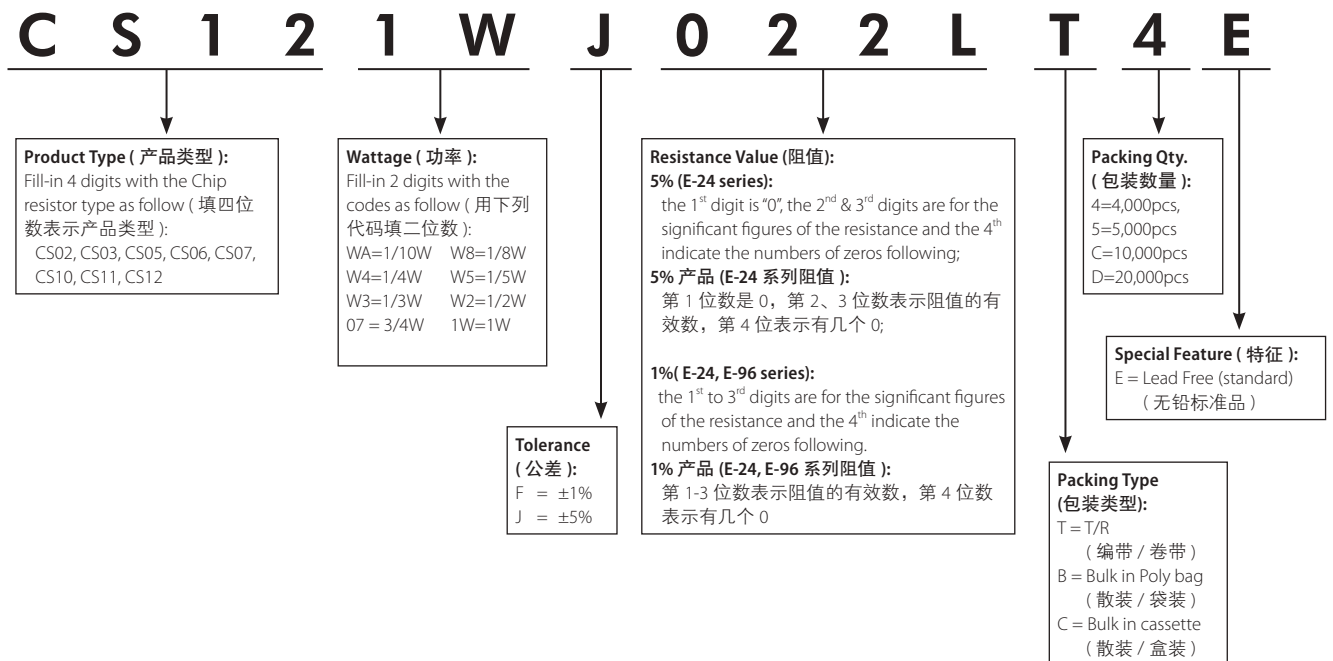 C S 1 2 1 W J 0 2 2 L T 4 E
Product Type ( 产品类型 ):
Fill-in 4 digits with the Chip
resistor type as follow ( 填四位
数表示产品类型 ):
CS02, CS03, CS05, CS06, CS07,
CS10, CS11, CS12
Wattage ( 功率 ):
Fill-in 2 digits with the
codes as follow ( 用下列
代码填二位数 ):
WA=1/10W W8=1/8W
W4=1/4W W5=1/5W
W3=1/3W W2=1/2W
07 = 3/4W 1W=1W
Tolerance
( 公差 ):
F = ±1%
J = ±5%
Resistance Value (阻值):
5% (E-24 series):
the 1st digit is “0”, the 2nd & 3rd digits are for the
significant figures of the resistance and the 4th
indicate the numbers of zeros following;
5% 产品 (E-24 系列阻值 ):
第 1 位数是 0，第 2、3 位数表示阻值的有
效数，第 4 位表示有几个 0;
1%( E-24, E-96 series):
the 1st to 3rd digits are for the significant figures
of the resistance and the 4th indicate the
numbers of zeros following.
1% 产品 (E-24, E-96 系列阻值 ):
第 1-3 位数表示阻值的有效数，第 4 位数
表示有几个 0
Packing Type
(包装类型):
T = T/R
( 编带 / 卷带 )
B = Bulk in Poly bag
( 散装 / 袋装 )
C = Bulk in cassette
( 散装 / 盒装 )
Packing Qty.
( 包装数量 ):
4=4,000pcs,
5=5,000pcs
C=10,000pcs
D=20,000pcs
Special Feature ( 特征 ):
E = Lead Free (standard)
( 无铅标准品 )